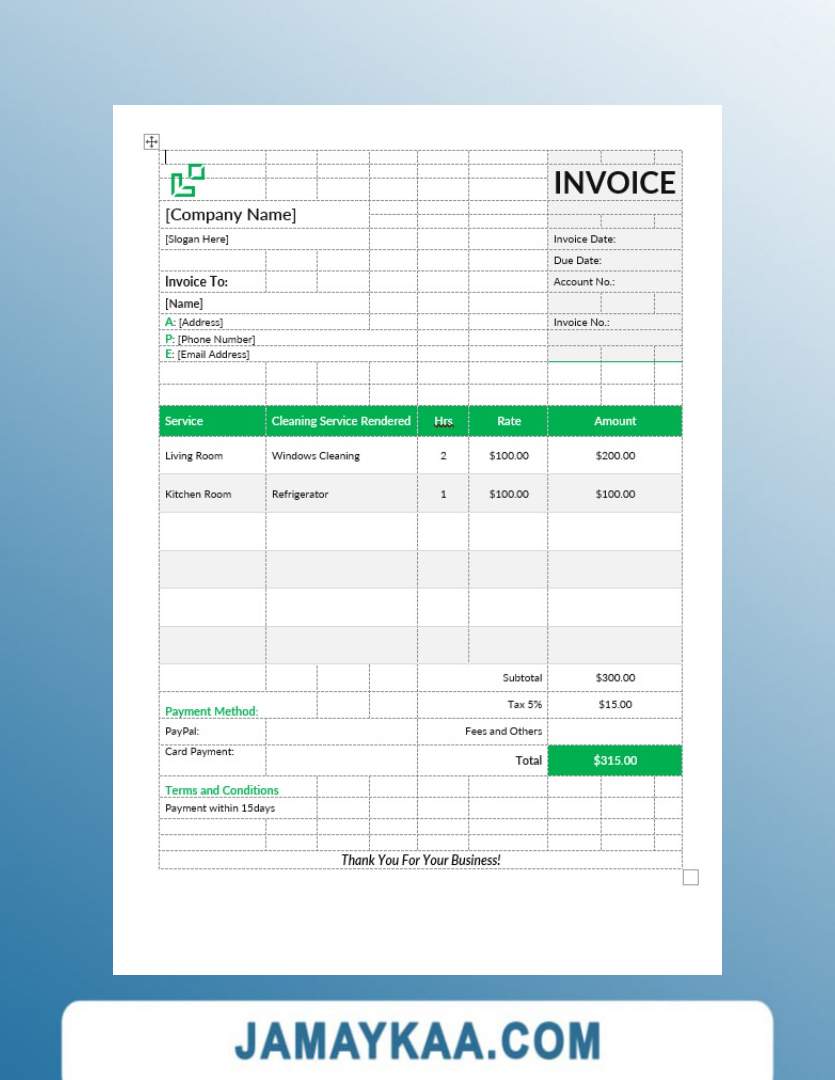 INVOICE
[Company Name]
[Slogan Here]
Invoice Date:
Due Date:
Invoice To:
Account No.:
[Name]
A: [Address]
Invoice No.:
P: [Phone Number]
E: [Email Address]
Service Cleaning Service Rendered Hrs Rate Amount
Living Room Windows Cleaning 2 $100.00 $200.00
Kitchen Room Refrigerator 1 $100.00 $100.00
Subtotal $300.00
Tax 5% $15.00
Payment Method:
PayPal: Fees and Others
Card Payment:
Total $315.00
Terms and Conditions
Payment within 15days
Thank You For Your Business!
JAMAYKAA.COM